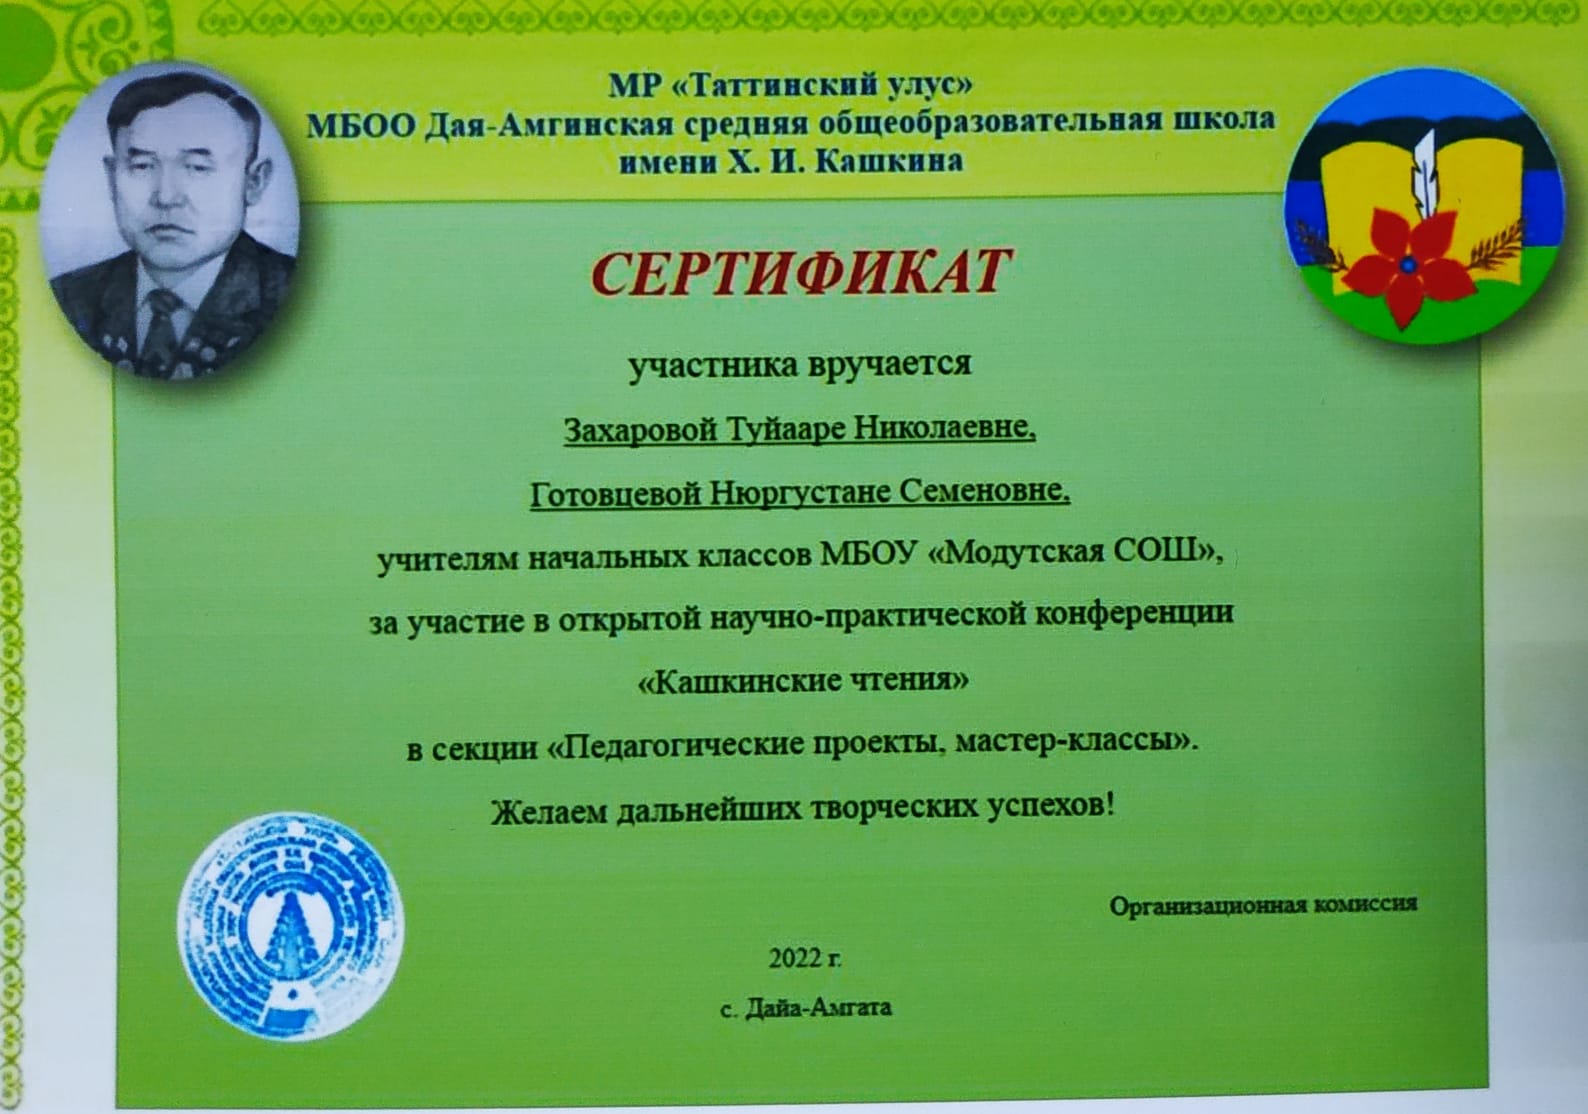 МР «Таттинский улус»
МБОО Дая-Амгинская средняя общеобразовательная школа
имени Х. И. Кашкина
СЕРТИФИКАТ
участника вручается
Захаровой Туйааре Николаевне,
Готовцевой Нюргустане Семеновне,
учителям начальных классов МБОУ «Модутская СОШ»,
за участие в открытой научно-практической конференции
«Кашкинские чтения»
в секции «Педагогические проекты, мастер-классы».
Желаем дальнейших творческих успехов!
Организационная комиссия
2022 г.
с. Дайа-Амгата